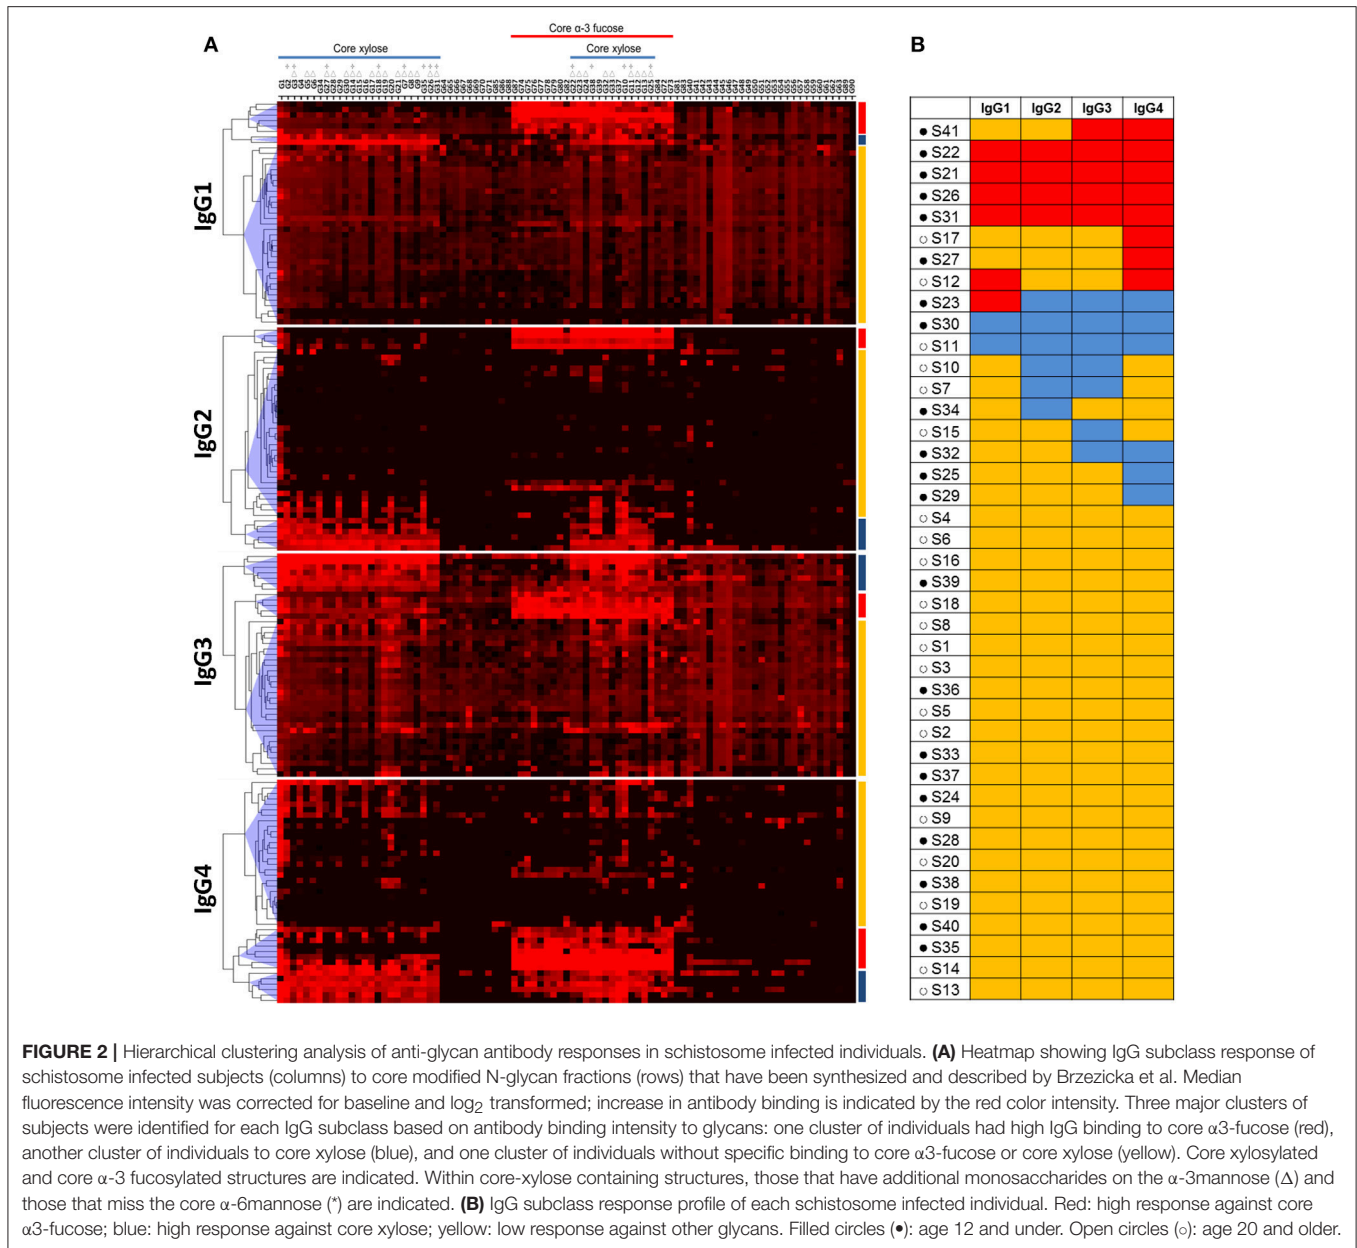 A
B
Core α-3 fucose
Core xylose
Core xylose
IgG1
IgG2
IgG3
IgG4
IgG1 IgG2 IgG3 IgG4
● S41
● S22
● S21
● S26
● S31
○ S17
● S27
○ S12
● S23
● S30
○ S11
○ S10
○ S7
● S34
○ S15
● S32
● S25
● S29
○ S4
○ S6
○ S16
● S39
○ S18
○ S8
○ S1
○ S3
● S36
○ S5
○ S2
● S33
● S37
● S24
○ S9
● S28
○ S20
● S38
○ S19
● S40
● S35
○ S14
○ S13
FIGURE 2 | Hierarchical clustering analysis of anti-glycan antibody responses in schistosome infected individuals. (A) Heatmap showing IgG subclass response of
schistosome infected subjects (columns) to core modified N-glycan fractions (rows) that have been synthesized and described by Brzezicka et al. Median
fluorescence intensity was corrected for baseline and log2 transformed; increase in antibody binding is indicated by the red color intensity. Three major clusters of
subjects were identified for each IgG subclass based on antibody binding intensity to glycans: one cluster of individuals had high IgG binding to core α3-fucose (red),
another cluster of individuals to core xylose (blue), and one cluster of individuals without specific binding to core α3-fucose or core xylose (yellow). Core xylosylated
and core α-3 fucosylated structures are indicated. Within core-xylose containing structures, those that have additional monosaccharides on the α-3mannose (Δ) and
those that miss the core α-6mannose (*) are indicated. (B) IgG subclass response profile of each schistosome infected individual. Red: high response against core
α3-fucose; blue: high response against core xylose; yellow: low response against other glycans. Filled circles (●): age 12 and under. Open circles (○): age 20 and older.